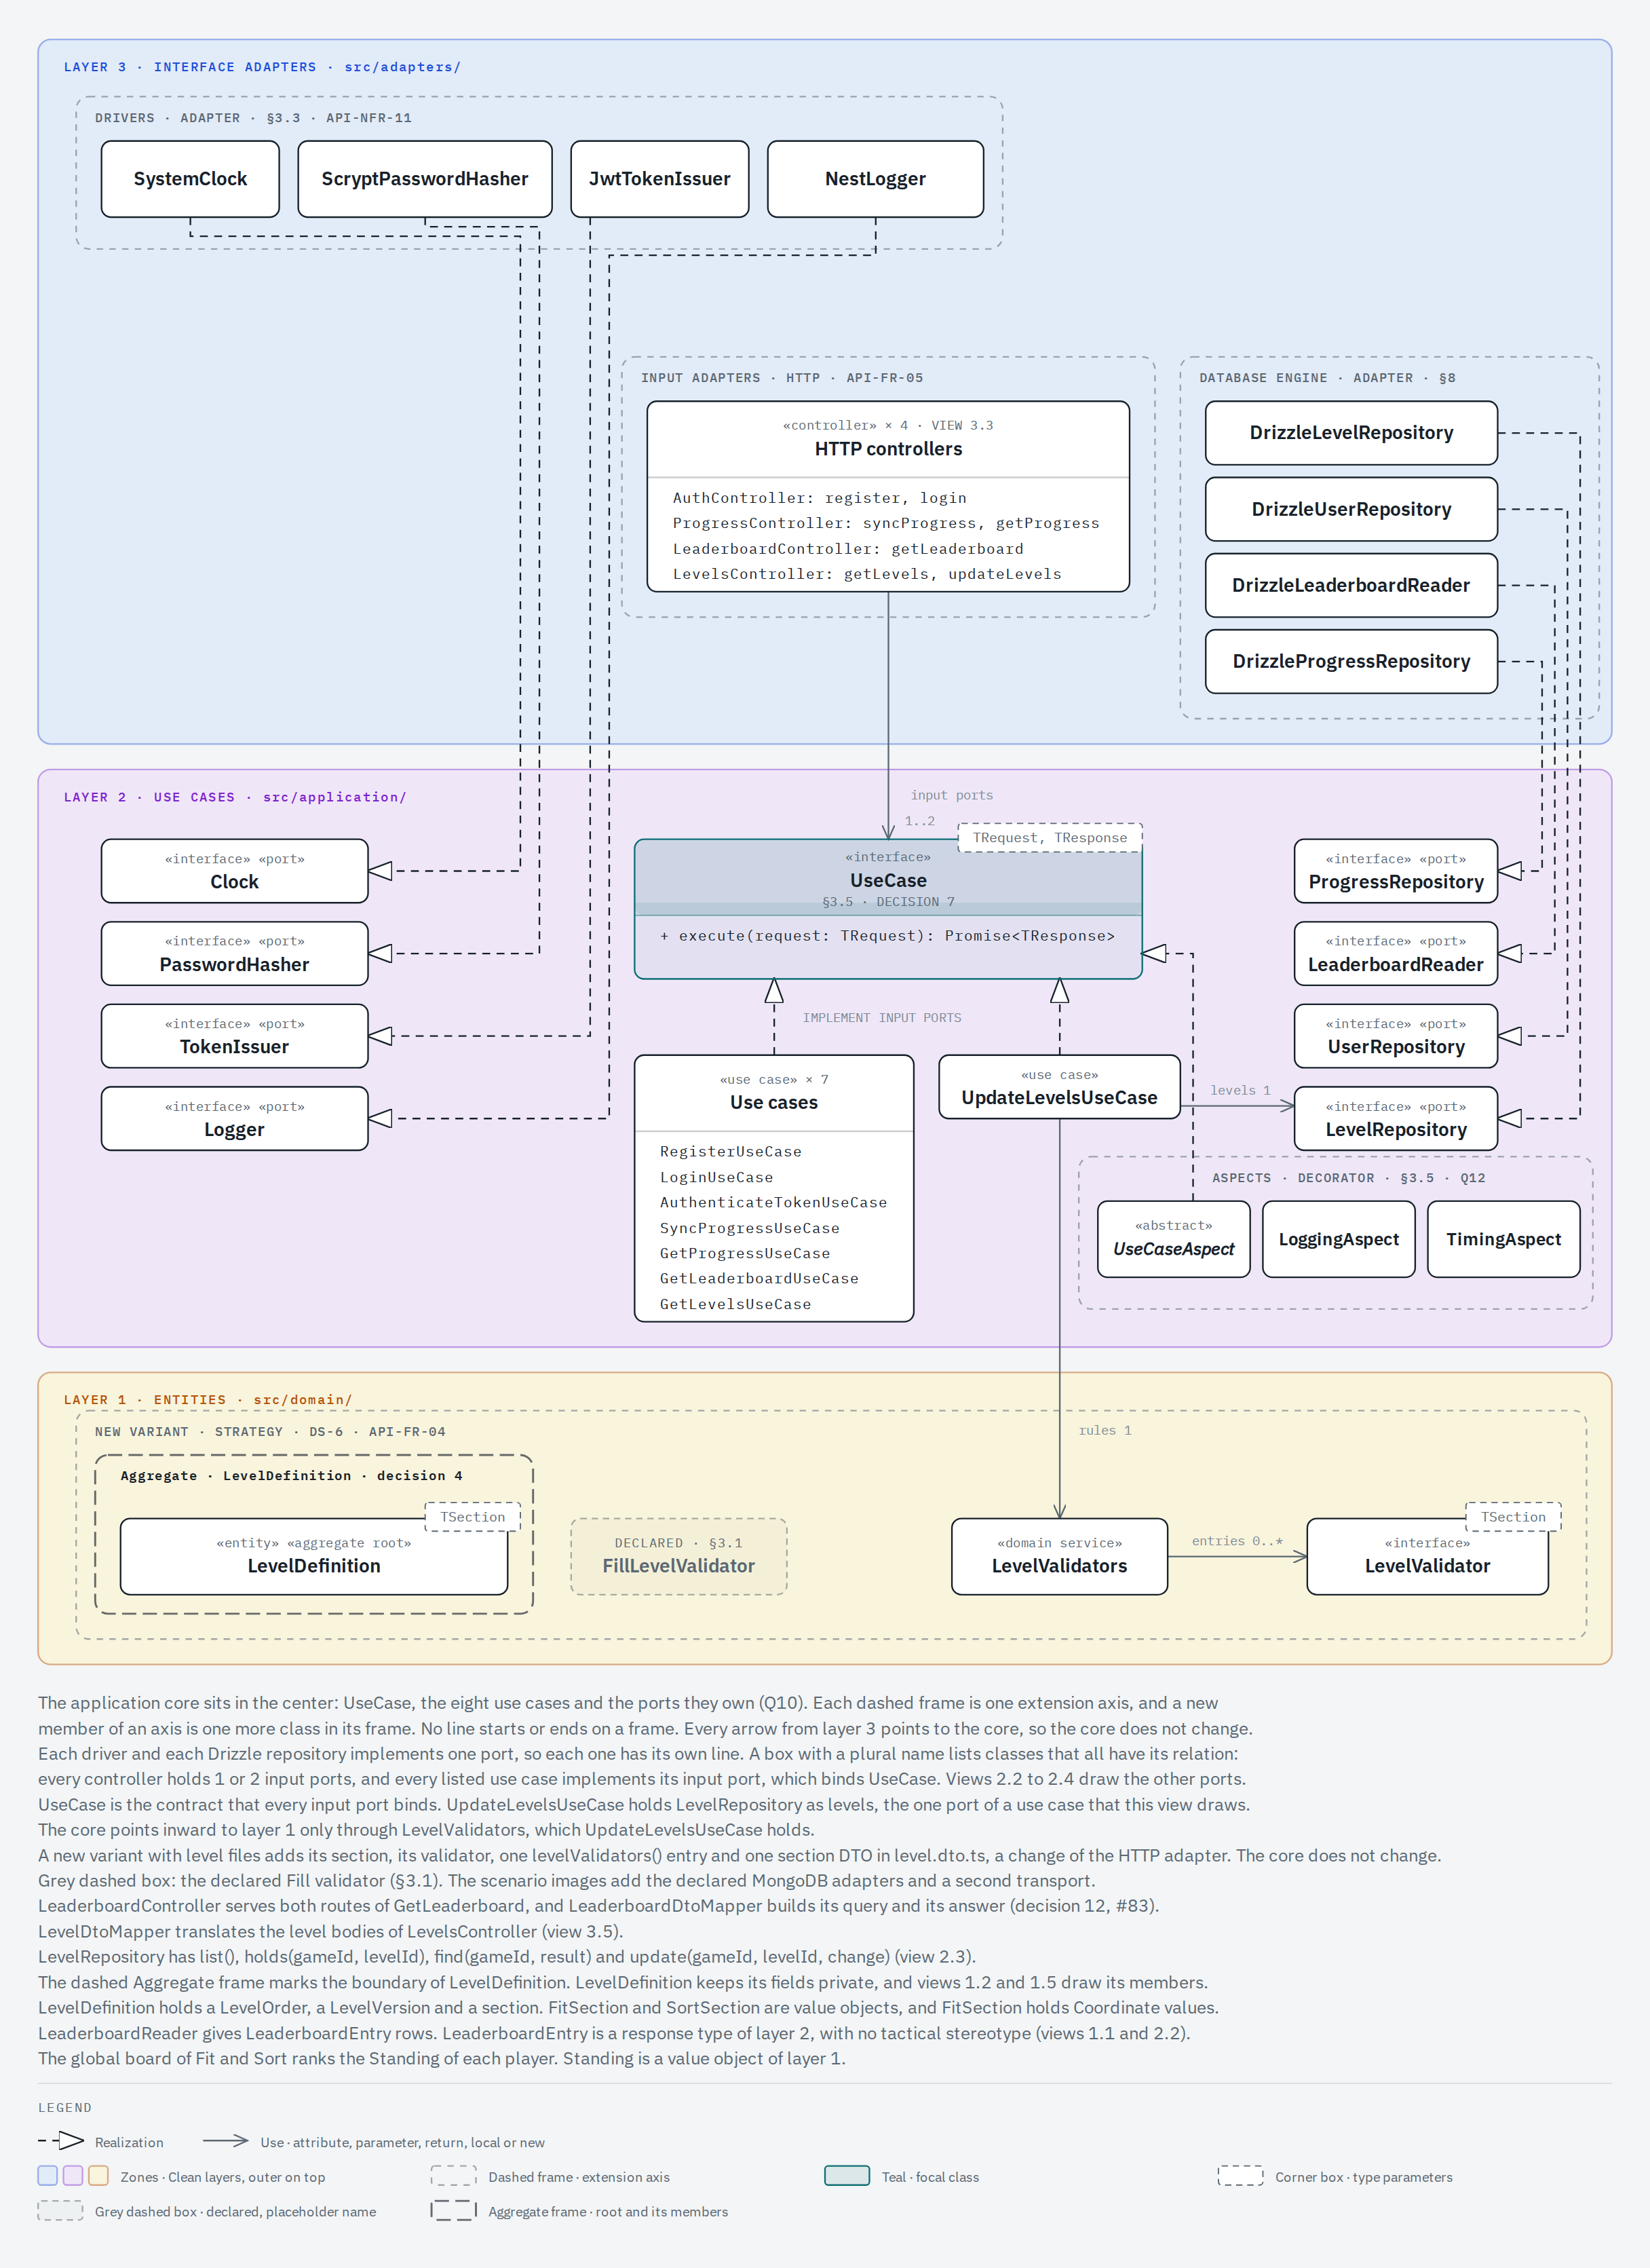 LAYER 3 · INTERFACE ADAPTERS · src/adapters/
DRIVERS · ADAPTER · §3.3 · API-NFR-11
SystemClock
ScryptPasswordHasher
JwtTokenIssuer
NestLogger
INPUT ADAPTERS · HTTP · API-FR-05
«controller» × 4 · VIEW 3.3
HTTP controllers
AuthController: register, login
ProgressController: syncProgress, getProgress
LeaderboardController: getLeaderboard
LevelsController: getLevels, updateLevels
DATABASE ENGINE · ADAPTER · §8
DrizzleLevelRepository
DrizzleUserRepository
DrizzleLeaderboardReader
DrizzleProgressRepository
LAYER 2 · USE CASES · src/application/
input ports
1..2
«interface» «port»
Clock
«interface» «port»
PasswordHasher
«interface» «port»
TokenIssuer
«interface» «port»
Logger
TRequest, TResponse
«interface»
UseCase
§3.5 · DECISION 7
+ execute(request: TRequest): Promise<TResponse>
IMPLEMENT INPUT PORTS
«use case» × 7
Use cases
RegisterUseCase
LoginUseCase
AuthenticateTokenUseCase
SyncProgressUseCase
GetProgressUseCase
GetLeaderboardUseCase
GetLevelsUseCase
«use case»
UpdateLevelsUseCase
levels 1
«interface» «port»
ProgressRepository
«interface» «port»
LeaderboardReader
«interface» «port»
UserRepository
«interface» «port»
LevelRepository
ASPECTS · DECORATOR · §3.5 · Q12
«abstract»
UseCaseAspect
LoggingAspect
TimingAspect
LAYER 1 · ENTITIES · src/domain/
NEW VARIANT · STRATEGY · DS-6 · API-FR-04
rules 1
Aggregate · LevelDefinition · decision 4
TSection
«entity» «aggregate root»
LevelDefinition
DECLARED · §3.1
FillLevelValidator
«domain service»
LevelValidators
entries 0..*
TSection
«interface»
LevelValidator
The application core sits in the center: UseCase, the eight use cases and the ports they own (Q10). Each dashed frame is one extension axis, and a new
member of an axis is one more class in its frame. No line starts or ends on a frame. Every arrow from layer 3 points to the core, so the core does not change.
Each driver and each Drizzle repository implements one port, so each one has its own line. A box with a plural name lists classes that all have its relation:
every controller holds 1 or 2 input ports, and every listed use case implements its input port, which binds UseCase. Views 2.2 to 2.4 draw the other ports.
UseCase is the contract that every input port binds. UpdateLevelsUseCase holds LevelRepository as levels, the one port of a use case that this view draws.
The core points inward to layer 1 only through LevelValidators, which UpdateLevelsUseCase holds.
A new variant with level files adds its section, its validator, one levelValidators() entry and one section DTO in level.dto.ts, a change of the HTTP adapter. The core does not change.
Grey dashed box: the declared Fill validator (§3.1). The scenario images add the declared MongoDB adapters and a second transport.
LeaderboardController serves both routes of GetLeaderboard, and LeaderboardDtoMapper builds its query and its answer (decision 12, #83).
LevelDtoMapper translates the level bodies of LevelsController (view 3.5).
LevelRepository has list(), holds(gameId, levelId), find(gameId, result) and update(gameId, levelId, change) (view 2.3).
The dashed Aggregate frame marks the boundary of LevelDefinition. LevelDefinition keeps its fields private, and views 1.2 and 1.5 draw its members.
LevelDefinition holds a LevelOrder, a LevelVersion and a section. FitSection and SortSection are value objects, and FitSection holds Coordinate values.
LeaderboardReader gives LeaderboardEntry rows. LeaderboardEntry is a response type of layer 2, with no tactical stereotype (views 1.1 and 2.2).
The global board of Fit and Sort ranks the Standing of each player. Standing is a value object of layer 1.
LEGEND
Realization
Use · attribute, parameter, return, local or new
Zones · Clean layers, outer on top
Dashed frame · extension axis
Teal · focal class
Corner box · type parameters
Grey dashed box · declared, placeholder name
Aggregate frame · root and its members